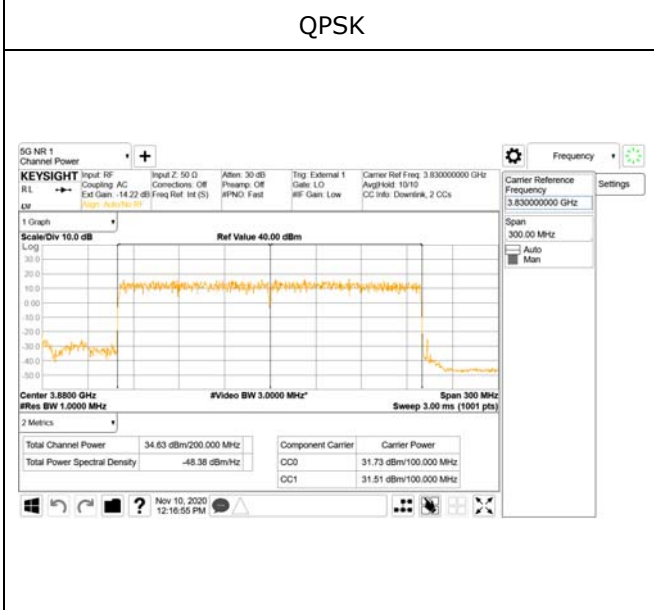 QPSK
5G NR 1
Channel Power
Frequency
KEYSIGHT
RL
Input: RF
Coupling: AC
Ext Gain: -14.22 dB
Align: Auto/No RF
Input Z: 50 Ω
Corrections: Off
Freq Ref: Int (S)
Atten: 30 dB
Preamp: Off
#PNO: Fast
Trig: External 1
Gate: LO
#IF Gain: Low
Carrier Ref Freq: 3.830000000 GHz
Avg|Hold: 10/10
CC Info: Downlink, 2 CCs
Carrier Reference
Frequency
3.830000000 GHz
Settings
Span
300.00 MHz
Auto
Man
1 Graph
Scale/Div 10.0 dB
Ref Value 40.00 dBm
Log
30.0
20.0
10.0
0.00
-10.0
-20.0
-30.0
-40.0
-50.0
Center 3.8800 GHz
#Video BW 3.0000 MHz*
Span 300 MHz
#Res BW 1.0000 MHz
Sweep 3.00 ms (1001 pts)
2 Metrics
Total Channel Power 34.63 dBm/200.000 MHz
Total Power Spectral Density -48.38 dBm/Hz
Component Carrier Carrier Power
CC0 31.73 dBm/100.000 MHz
CC1 31.51 dBm/100.000 MHz
Nov 10, 2020
12:16:55 PM